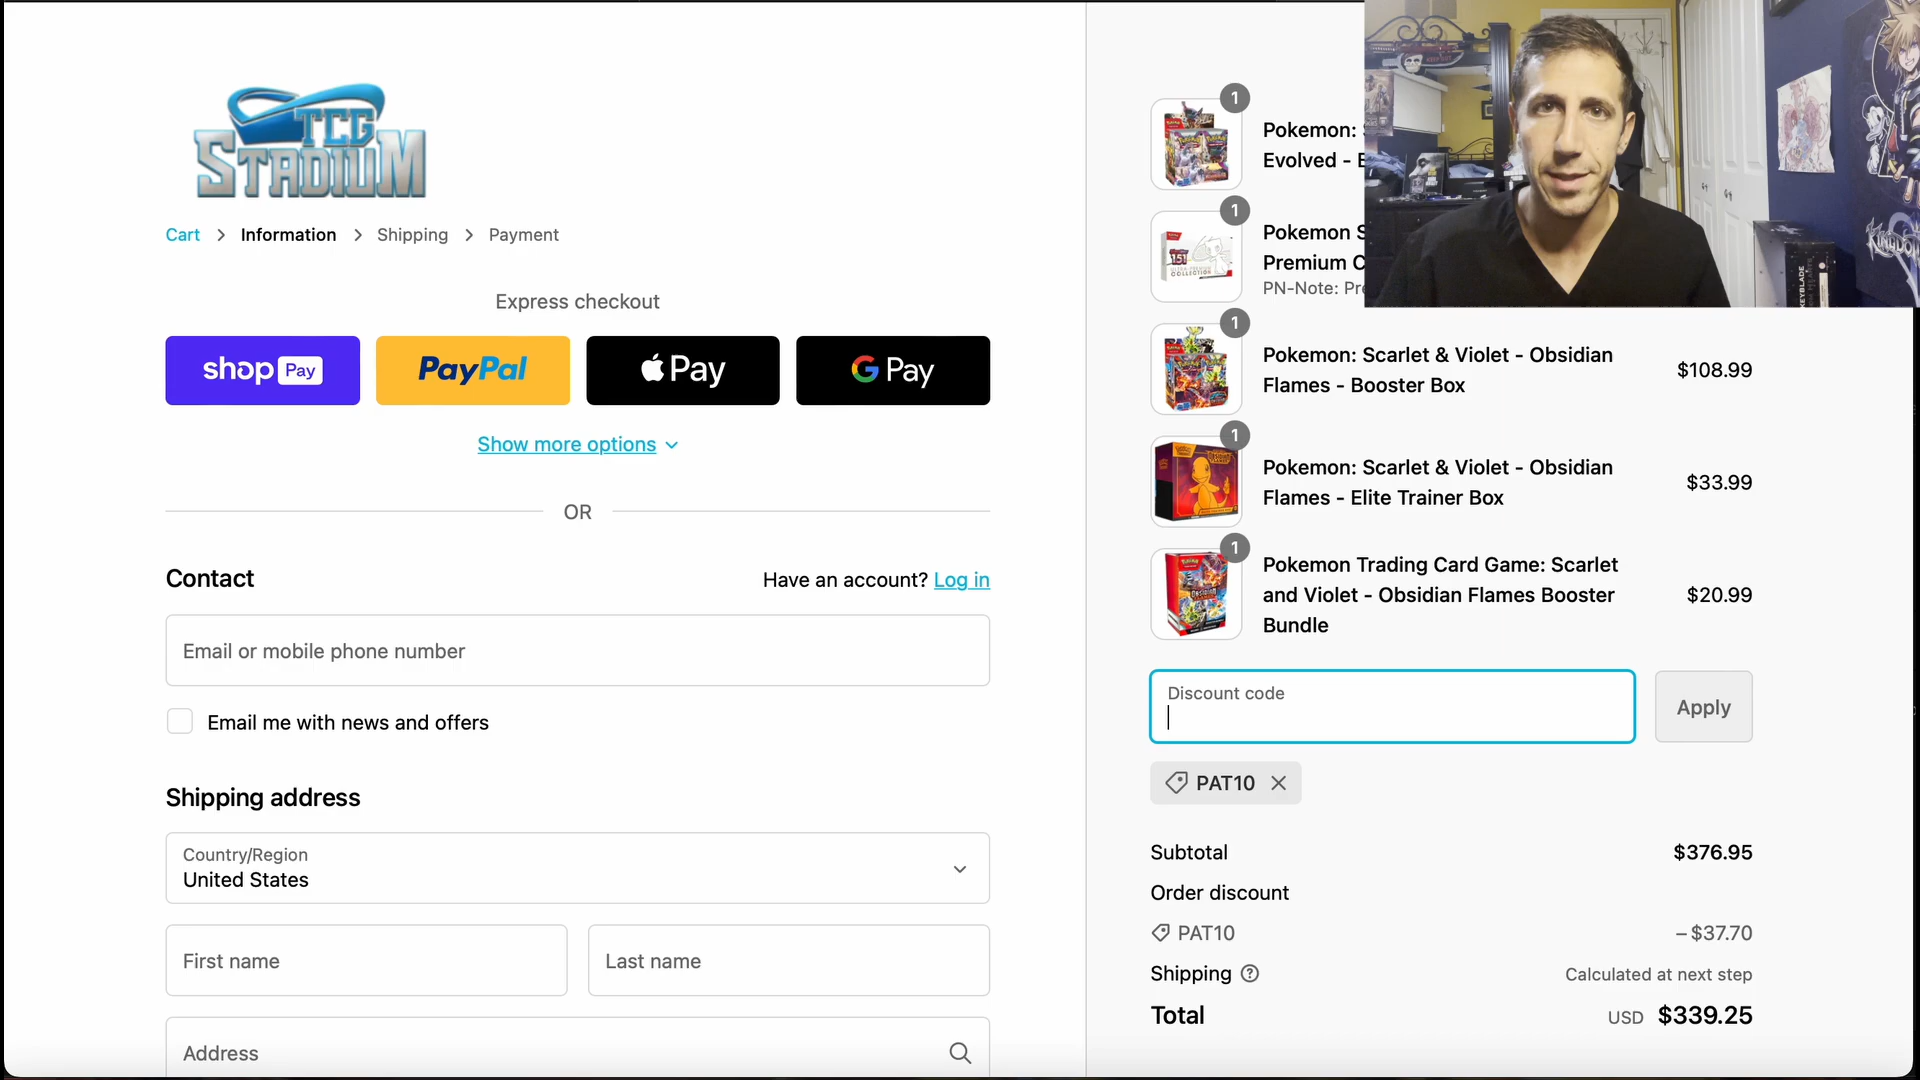 TCG
STADIUM
Cart > Information > Shipping > Payment
Express checkout
shop Pay
PayPal
Pay
G Pay
Show more options
OR
Contact
Have an account? Log in
Email or mobile phone number
Email me with news and offers
Shipping address
Country/Region
United States
First name
Last name
Address
1
Pokemon:
Evolved -
1
Pokemon
Premium
PN-Note:
1
Pokemon: Scarlet & Violet - Obsidian
Flames - Booster Box
$108.99
1
Pokemon: Scarlet & Violet - Obsidian
Flames - Elite Trainer Box
$33.99
1
Pokemon Trading Card Game: Scarlet
and Violet - Obsidian Flames Booster
Bundle
$20.99
Discount code
Apply
PAT10
Subtotal $376.95
Order discount
PAT10 –$37.70
Shipping Calculated at next step
Total USD $339.25